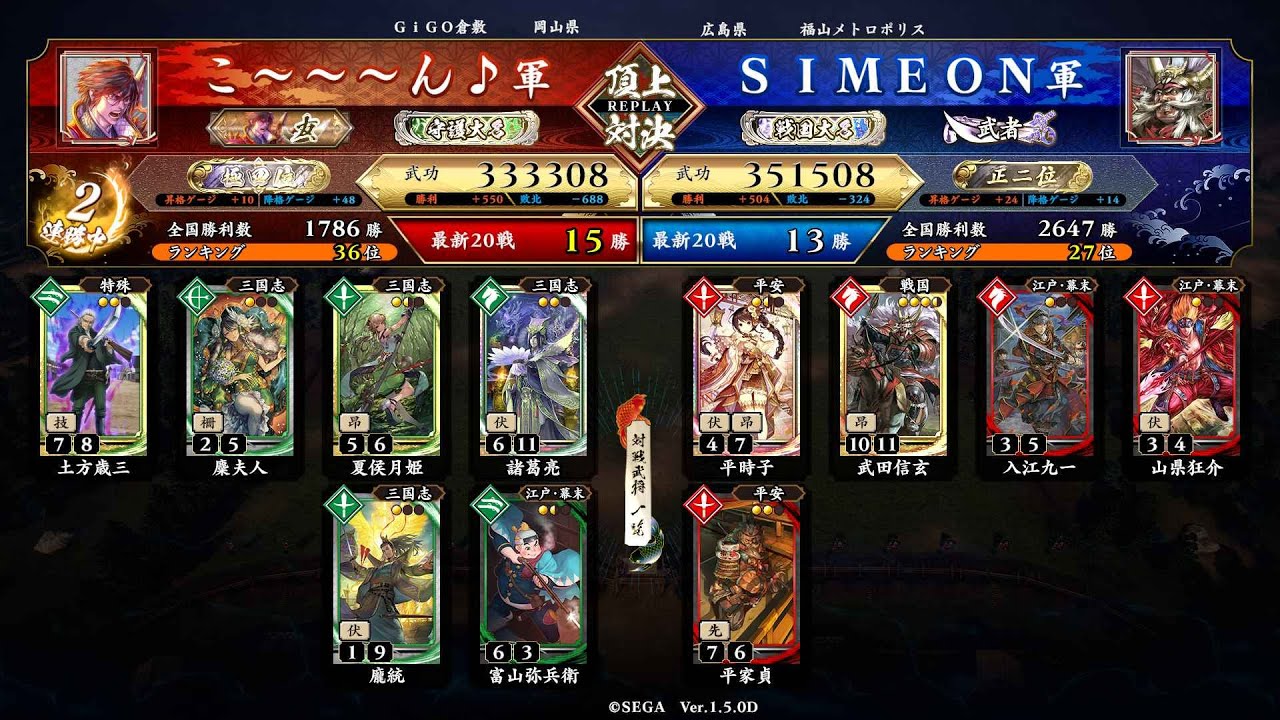 GiGO倉敷 岡山県
広島県 福山メトロポリス
こ～～～ん♪軍
頂上
REPLAY
対決
SIMEON軍
守護大名
戦国大名
武者
武功 333308
武功 351508
正二位
勝利 +550 敗北 -688
勝利 +504 敗北 -324
昇格ゲージ +10 降格ゲージ +48
昇格ゲージ +24 降格ゲージ +14
2
連勝中
全国勝利数 1786勝
ランキング 36位
最新20戦 15勝
最新20戦 13勝
全国勝利数 2647勝
ランキング 27位
特殊
技
7 8
土方歳三
三国志
柵
2 5
廉夫人
三国志
昴
5 6
夏侯月姫
三国志
伏
6 11
諸葛亮
平安
伏 昴
4 7
平時子
戦国
昴
10 11
武田信玄
江戸・幕末
3 5
入江九一
江戸・幕末
伏
3 4
山県狂介
対戦武将一覧
三国志
伏
1 9
龐統
江戸・幕末
6 3
富山弥兵衛
平安
先
7 6
平家貞
©SEGA Ver.1.5.0D